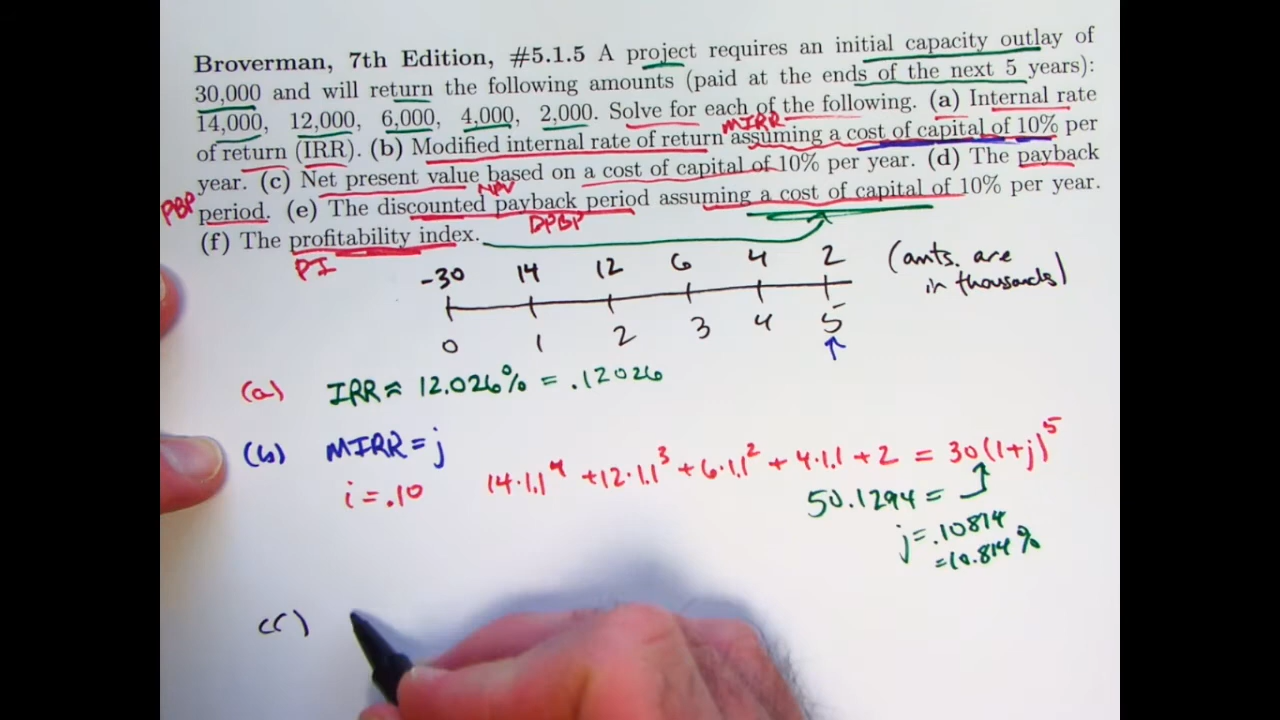 Broverman, 7th Edition, #5.1.5 A project requires an initial capacity outlay of
30,000 and will return the following amounts (paid at the ends of the next 5 years):
14,000, 12,000, 6,000, 4,000, 2,000. Solve for each of the following. (a) Internal rate
MIRR
of return (IRR). (b) Modified internal rate of return assuming a cost of capital of 10% per
year. (c) Net present value based on a cost of capital of 10% per year. (d) The payback
NPV
PBP period. (e) The discounted payback period assuming a cost of capital of 10% per year.
DPBP
(f) The profitability index.
PI
-30 14 12 6 4 2 (amts. are
in thousands)
0 1 2 3 4 5
(a) IRR ≈ 12.026% = .12026
(b) MIRR = j
i = .10 14·1.1^4 + 12·1.1^3 + 6·1.1^2 + 4·1.1 + 2 = 30(1+j)^5
50.1294 =
j = .10814
= 10.814%
(c)